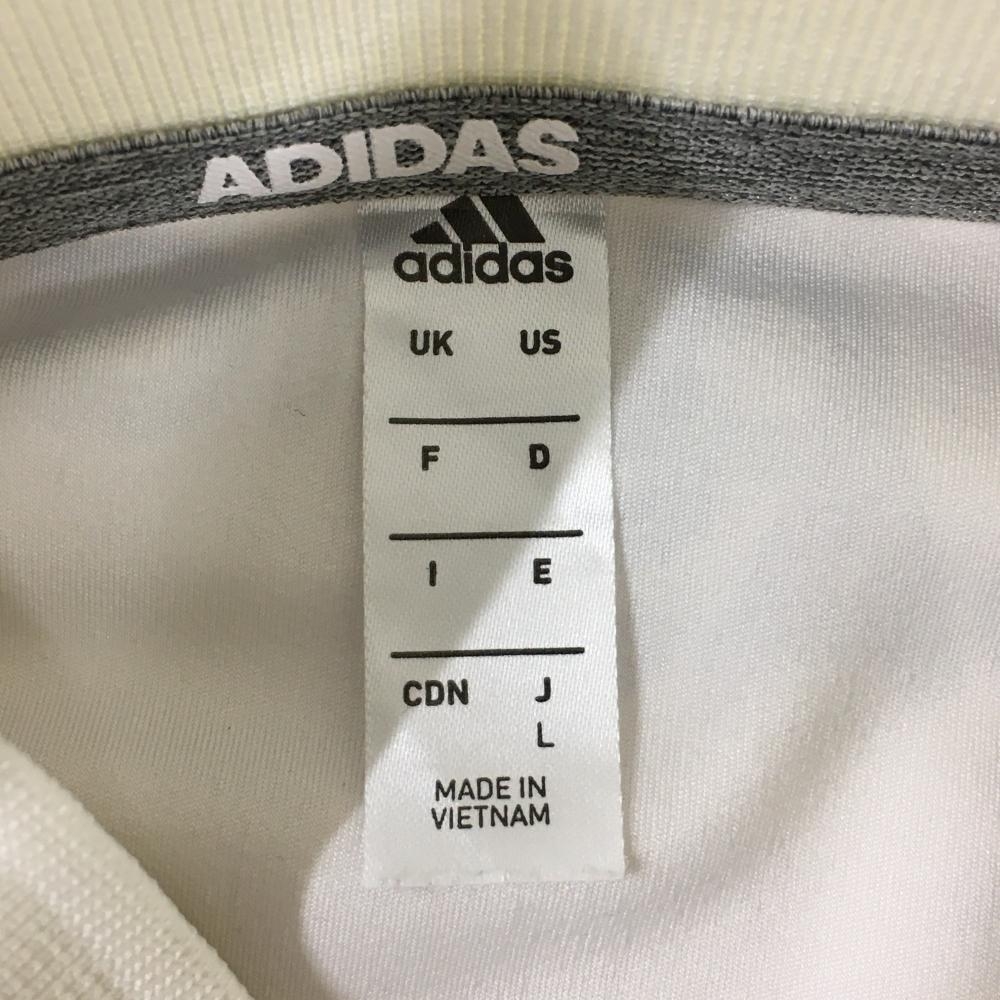 ADIDAS
adidas
UK US
F D
I E
CDN J
L
MADE IN
VIETNAM